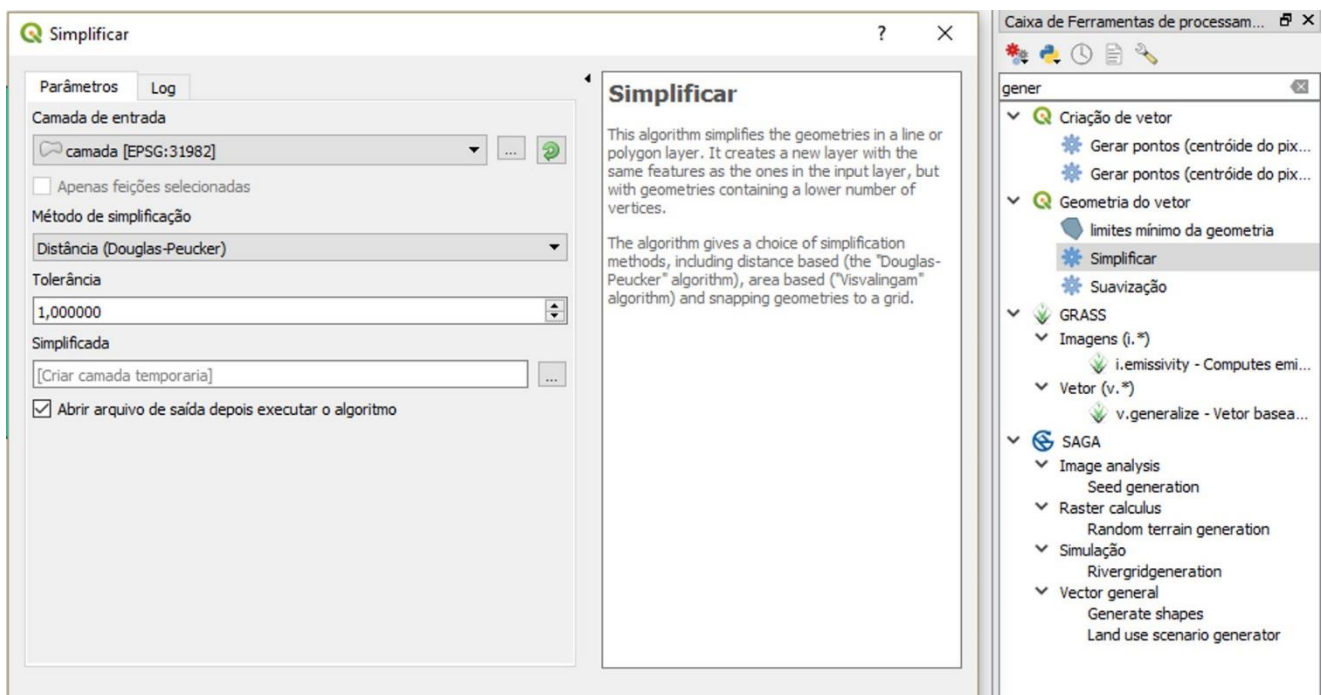 Simplificar
?
Parâmetros
Log
Camada de entrada
camada [EPSG:31982]
...
Apenas feições selecionadas
Método de simplificação
Distância (Douglas-Peucker)
Tolerância
1,000000
Simplificada
[Criar camada temporaria]
...
Abrir arquivo de saída depois executar o algoritmo
Simplificar
This algorithm simplifies the geometries in a line or
polygon layer. It creates a new layer with the
same features as the ones in the input layer, but
with geometries containing a lower number of
vertices.
The algorithm gives a choice of simplification
methods, including distance based (the "Douglas-
Peucker" algorithm), area based ("Visvalingam"
algorithm) and snapping geometries to a grid.
Caixa de Ferramentas de processam...
gener
Criação de vetor
Gerar pontos (centróide do pix...
Gerar pontos (centróide do pix...
Geometria do vetor
limites mínimo da geometria
Simplificar
Suavização
GRASS
Imagens (i.*)
i.emissivity - Computes emi...
Vetor (v.*)
v.generalize - Vetor basea...
SAGA
Image analysis
Seed generation
Raster calculus
Random terrain generation
Simulação
Rivergridgeneration
Vector general
Generate shapes
Land use scenario generator